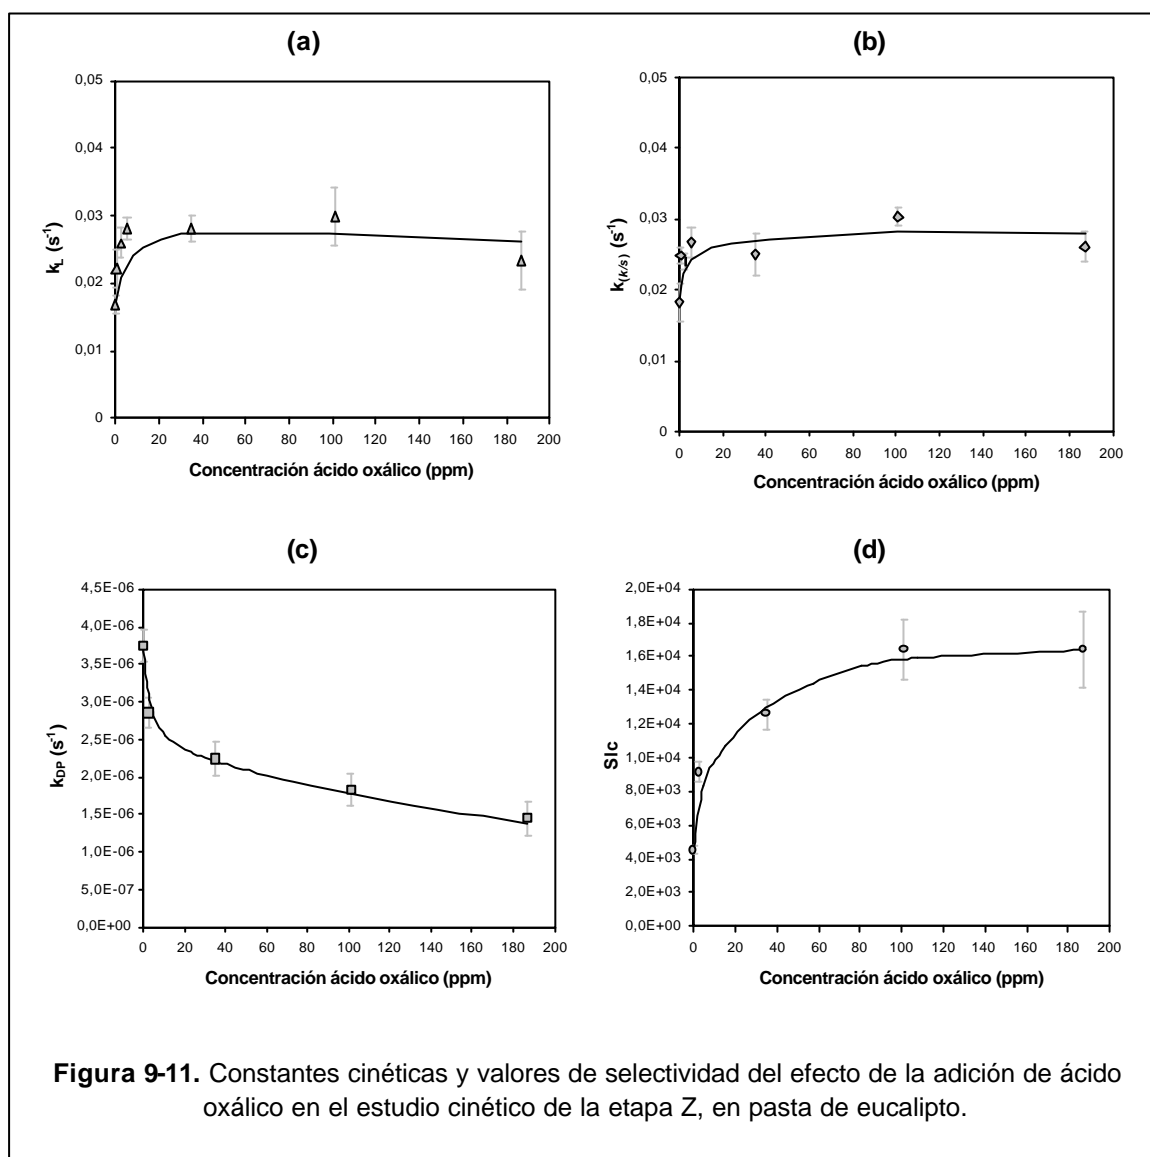 (a)
0,05
0,04
0,03
0,02
0,01
0
k_L (s^-1)
0 20 40 60 80 100 120 140 160 180 200
Concentración ácido oxálico (ppm)
(b)
0,05
0,04
0,03
0,02
0,01
0
k_(k/s) (s^-1)
0 20 40 60 80 100 120 140 160 180 200
Concentración ácido oxálico (ppm)
(c)
4,5E-06
4,0E-06
3,5E-06
3,0E-06
2,5E-06
2,0E-06
1,5E-06
1,0E-06
5,0E-07
0,0E+00
k_DP (s^-1)
0 20 40 60 80 100 120 140 160 180 200
Concentración ácido oxálico (ppm)
(d)
2,0E+04
1,8E+04
1,6E+04
1,4E+04
1,2E+04
1,0E+04
8,0E+03
6,0E+03
4,0E+03
2,0E+03
0,0E+00
SIc
0 20 40 60 80 100 120 140 160 180 200
Concentración ácido oxálico (ppm)
Figura 9-11. Constantes cinéticas y valores de selectividad del efecto de la adición de ácido
oxálico en el estudio cinético de la etapa Z, en pasta de eucalipto.